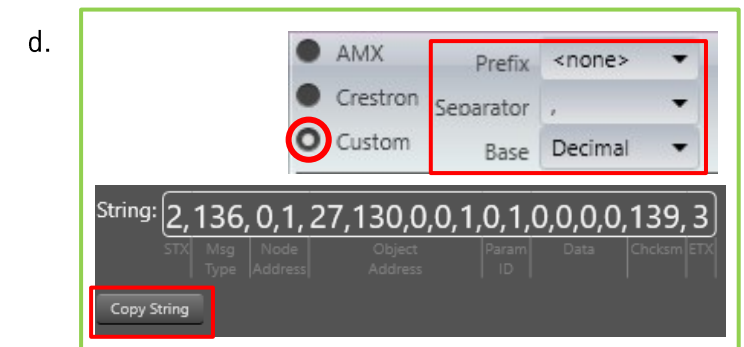 d.
AMX Prefix <none>
Crestron Separator ,
Custom Base Decimal
String: 2, 136, 0,1, 27,130,0,0,1,0,1,0,0,0,0,139, 3
STX Msg Type Node Address Object Address Param ID Data Chcksm ETX
Copy String